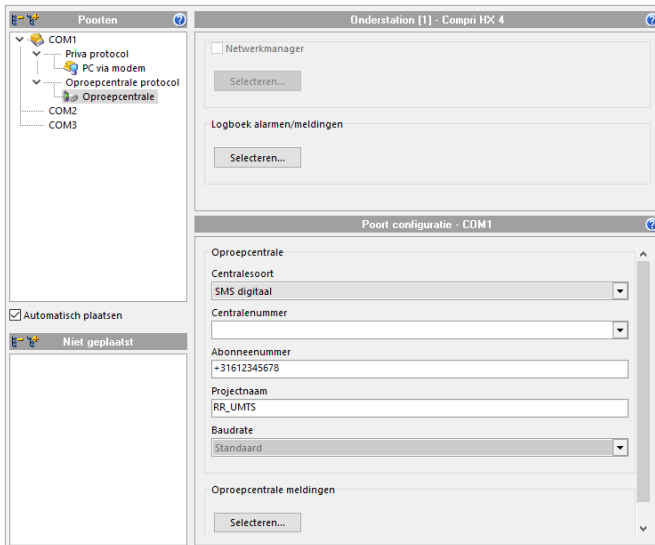 Poorten
COM1
Priva protocol
PC via modem
Oproepcentrale protocol
Oproepcentrale
COM2
COM3
Automatisch plaatsen
Niet geplaatst
Onderstation [1] - Compri HX 4
Netwerkmanager
Selecteren...
Logboek alarmen/meldingen
Selecteren...
Poort configuratie - COM1
Oproepcentrale
Centralesoort
SMS digitaal
Centralenummer
Abonneenummer
+31612345678
Projectnaam
RR_UMTS
Baudrate
Standaard
Oproepcentrale meldingen
Selecteren...